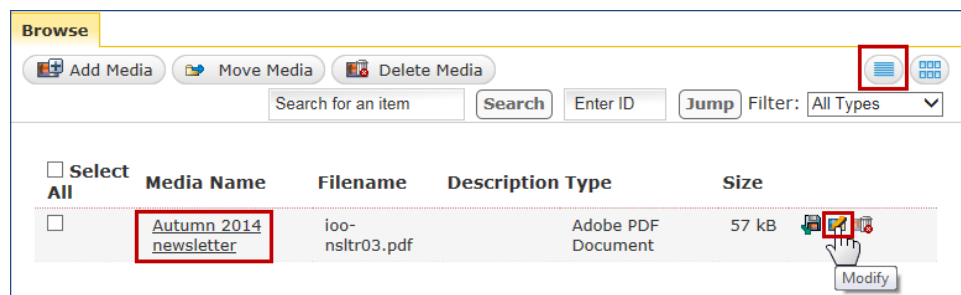 Browse
Add Media Move Media Delete Media
Search for an item Search Enter ID Jump Filter: All Types
Select All Media Name Filename Description Type Size
Autumn 2014 newsletter ioo-nsltr03.pdf Adobe PDF Document 57 kB
Modify